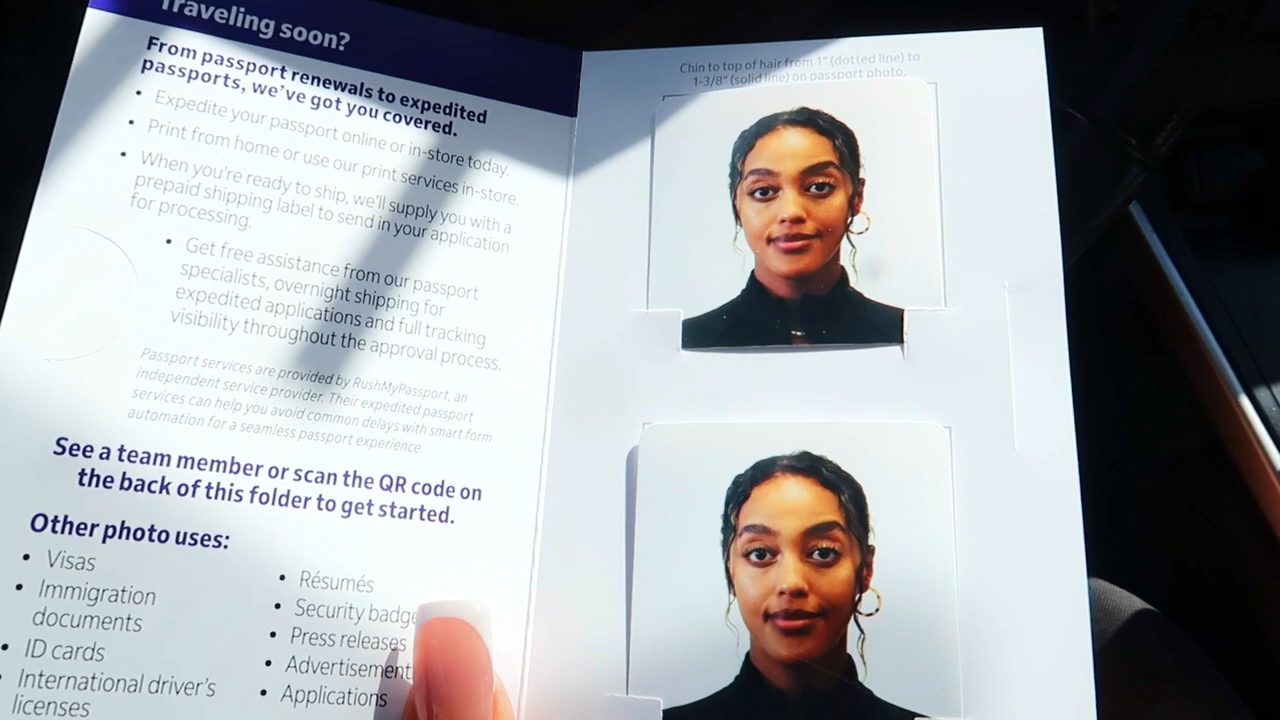 Traveling soon?
From passport renewals to expedited
passports, we've got you covered.
• Expedite your passport online or in-store today.
• Print from home or use our print services in-store.
• When you're ready to ship, we'll supply you with a
prepaid shipping label to send in your application
for processing.
• Get free assistance from our passport
specialists, overnight shipping for
expedited applications and full tracking
visibility throughout the approval process.
Passport services are provided by RushMyPassport, an
independent service provider. Their expedited passport
services can help you avoid common delays with smart form
automation for a seamless passport experience.
See a team member or scan the QR code on
the back of this folder to get started.
Other photo uses:
• Visas
• Immigration
documents
• ID cards
• International driver's
licenses
• Résumés
• Security badge
• Press releases
• Advertisement
• Applications
Chin to top of hair from 1" (dotted line) to
1-3/8" (solid line) on passport photo.